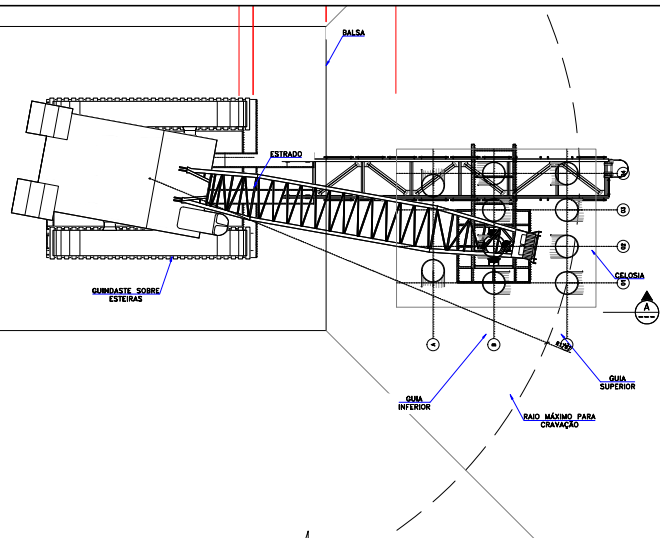 BALSA
ESTRADO
GUINDASTE SOBRE
ESTEIRAS
CELOSIA
A
GUIA
SUPERIOR
GUIA
INFERIOR
RAIO MÁXIMO PARA
CRAVAÇÃO
A
B